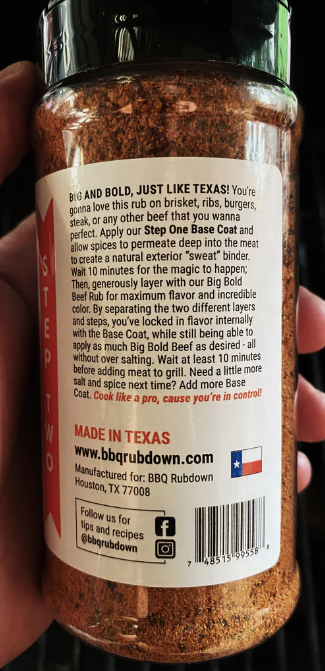 BIG AND BOLD, JUST LIKE TEXAS! You're
gonna love this rub on brisket, ribs, burgers,
steak, or any other beef that you wanna
perfect. Apply our Step One Base Coat and
allow spices to permeate deep into the meat
to create a natural exterior "sweat" binder.
Wait 10 minutes for the magic to happen;
Then, generously layer with our Big Bold
Beef Rub for maximum flavor and incredible
color. By separating the two different layers
and steps, you've locked in flavor internally
with the Base Coat, while still being able to
apply as much Big Bold Beef as desired - all
without over salting. Wait at least 10 minutes
before adding meat to grill. Need a little more
salt and spice next time? Add more Base
Coat. Cook like a pro, cause you're in control!
STEP TWO
MADE IN TEXAS
www.bbqrubdown.com
Manufactured for: BBQ Rubdown
Houston, TX 77008
Follow us for
tips and recipes
@bbqrubdown
7 48515 99558 6